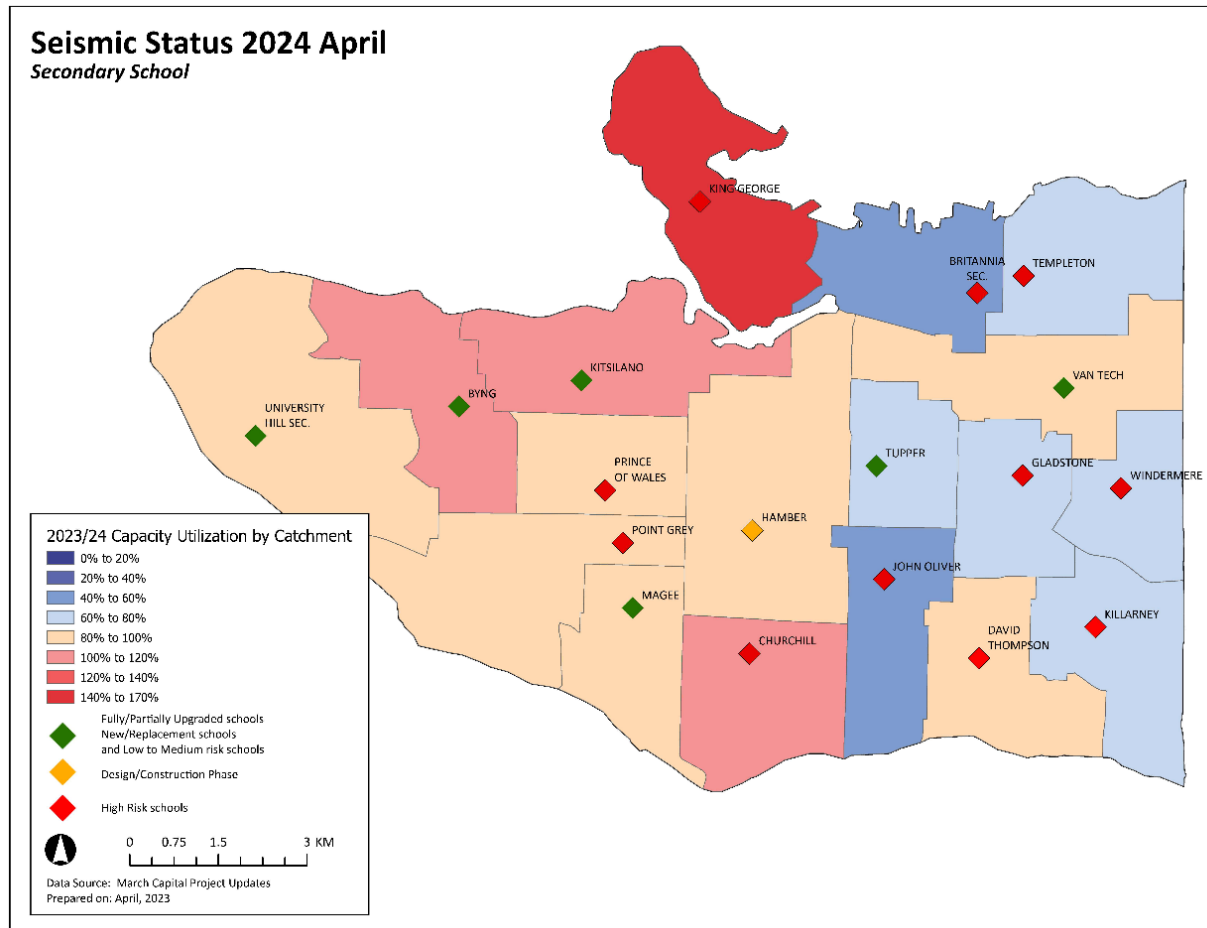 Seismic Status 2024 April
Secondary School
KING GEORGE
BRITANNIA
SEC.
TEMPLETON
VAN TECH
KITSILANO
BYNG
UNIVERSITY
HILL SEC.
TUPPER
GLADSTONE
WINDERMERE
PRINCE
OF WALES
POINT GREY
HAMBER
MAGEE
JOHN OLIVER
CHURCHILL
DAVID
THOMPSON
KILLARNEY
2023/24 Capacity Utilization by Catchment
0% to 20%
20% to 40%
40% to 60%
60% to 80%
80% to 100%
100% to 120%
120% to 140%
140% to 170%
Fully/Partially Upgraded schools
New/Replacement schools
and Low to Medium risk schools
Design/Construction Phase
High Risk schools
0 0.75 1.5 3 KM
Data Source: March Capital Project Updates
Prepared on: April, 2023